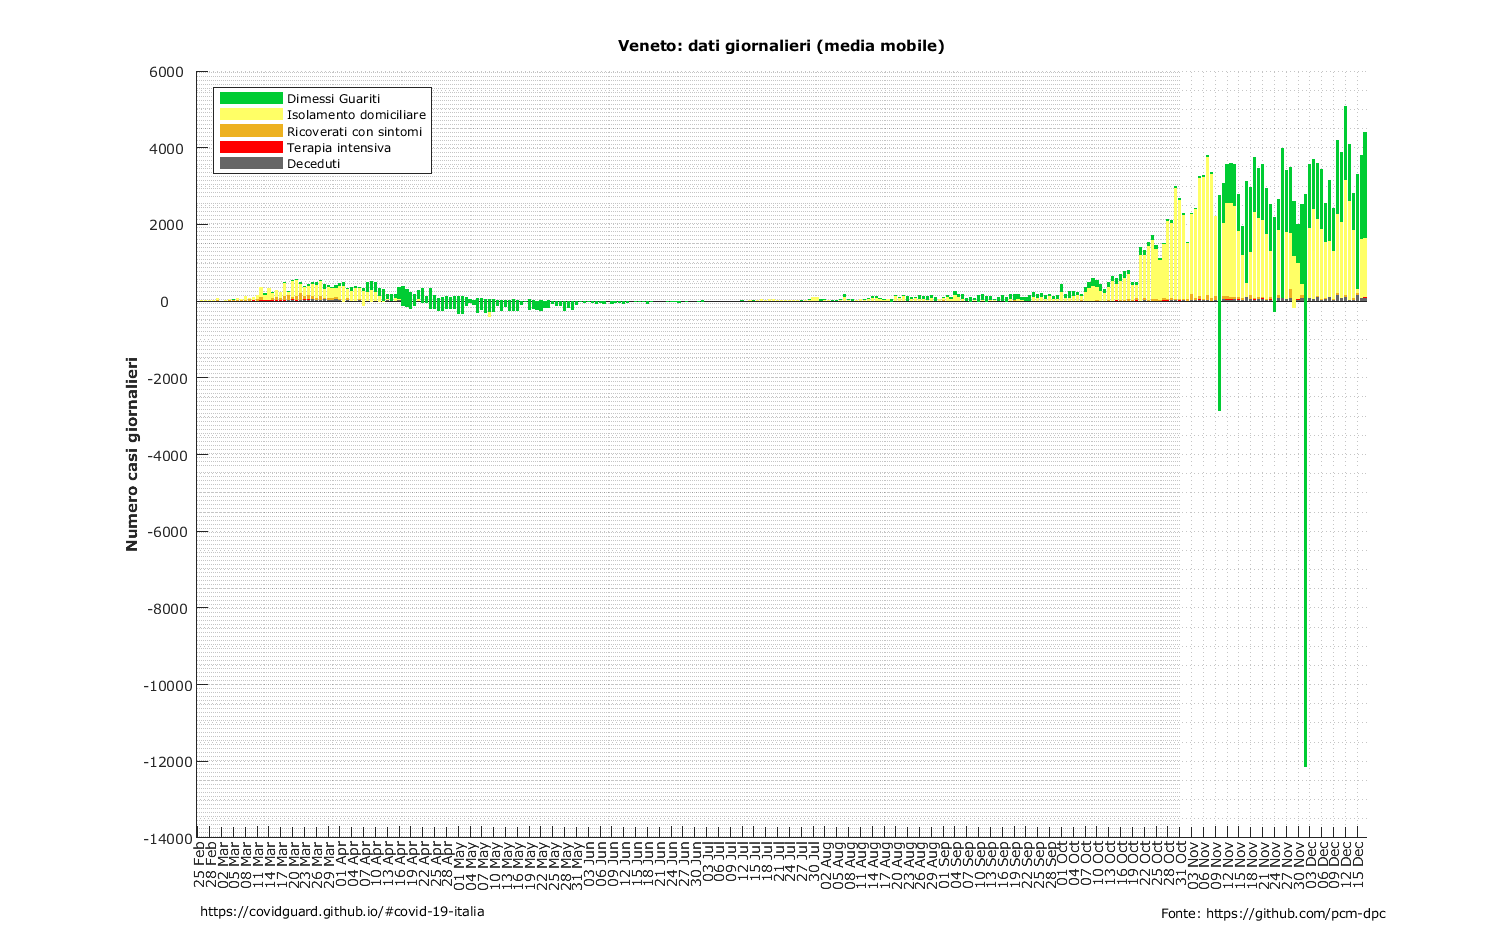 Veneto: dati giornalieri (media mobile)
6000
4000
2000
0
-2000
-4000
-6000
-8000
-10000
-12000
-14000
Numero casi giornalieri
Dimessi Guariti
Isolamento domiciliare
Ricoverati con sintomi
Terapia intensiva
Deceduti
25 Feb
28 Feb
02 Mar
05 Mar
08 Mar
11 Mar
14 Mar
17 Mar
20 Mar
23 Mar
26 Mar
29 Mar
01 Apr
04 Apr
07 Apr
10 Apr
13 Apr
16 Apr
19 Apr
22 Apr
25 Apr
28 Apr
01 May
04 May
07 May
10 May
13 May
16 May
19 May
22 May
25 May
28 May
31 May
03 Jun
06 Jun
09 Jun
12 Jun
15 Jun
18 Jun
21 Jun
24 Jun
27 Jun
30 Jun
03 Jul
06 Jul
09 Jul
12 Jul
15 Jul
18 Jul
21 Jul
24 Jul
27 Jul
30 Jul
02 Aug
05 Aug
08 Aug
11 Aug
14 Aug
17 Aug
20 Aug
23 Aug
26 Aug
29 Aug
01 Sep
04 Sep
07 Sep
10 Sep
13 Sep
16 Sep
19 Sep
22 Sep
25 Sep
28 Sep
01 Oct
04 Oct
07 Oct
10 Oct
13 Oct
16 Oct
19 Oct
22 Oct
25 Oct
28 Oct
31 Oct
03 Nov
06 Nov
09 Nov
12 Nov
15 Nov
18 Nov
21 Nov
24 Nov
27 Nov
30 Nov
03 Dec
06 Dec
09 Dec
12 Dec
15 Dec
https://covidguard.github.io/#covid-19-italia
Fonte: https://github.com/pcm-dpc